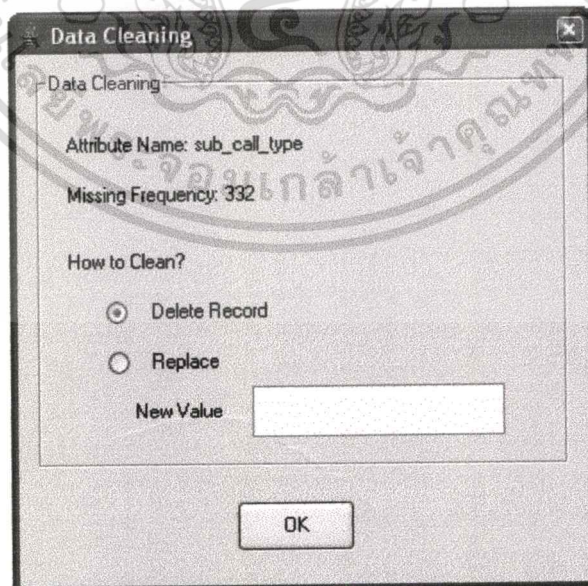 Data Cleaning
Data Cleaning
Attribute Name: sub_call_type
Missing Frequency: 332
How to Clean?
Delete Record
Replace
New Value
OK